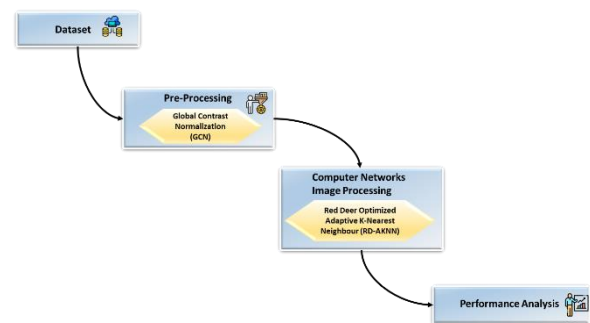 Dataset
Pre-Processing
Global Contrast
Normalization
(GCN)
Computer Networks
Image Processing
Red Deer Optimized
Adaptive K-Nearest
Neighbour (RD-AKNN)
Performance Analysis